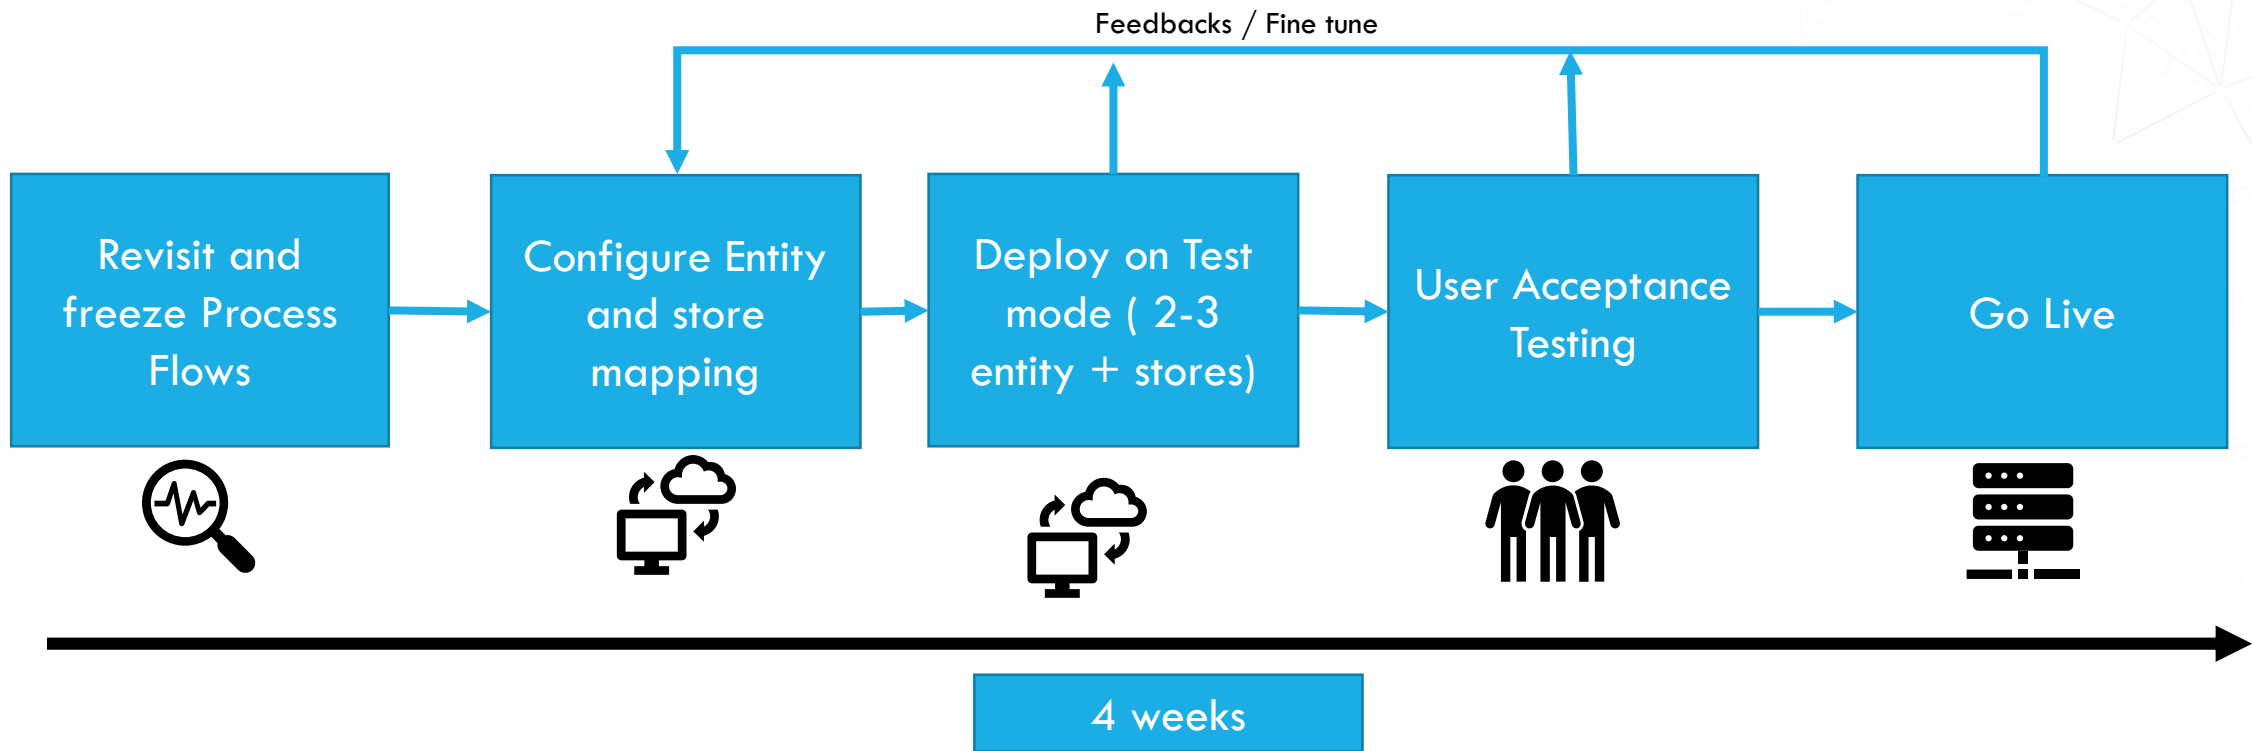 Feedbacks / Fine tune
Revisit and
freeze Process
Flows
Configure Entity
and store
mapping
Deploy on Test
mode ( 2-3
entity + stores)
User Acceptance
Testing
Go Live
4 weeks